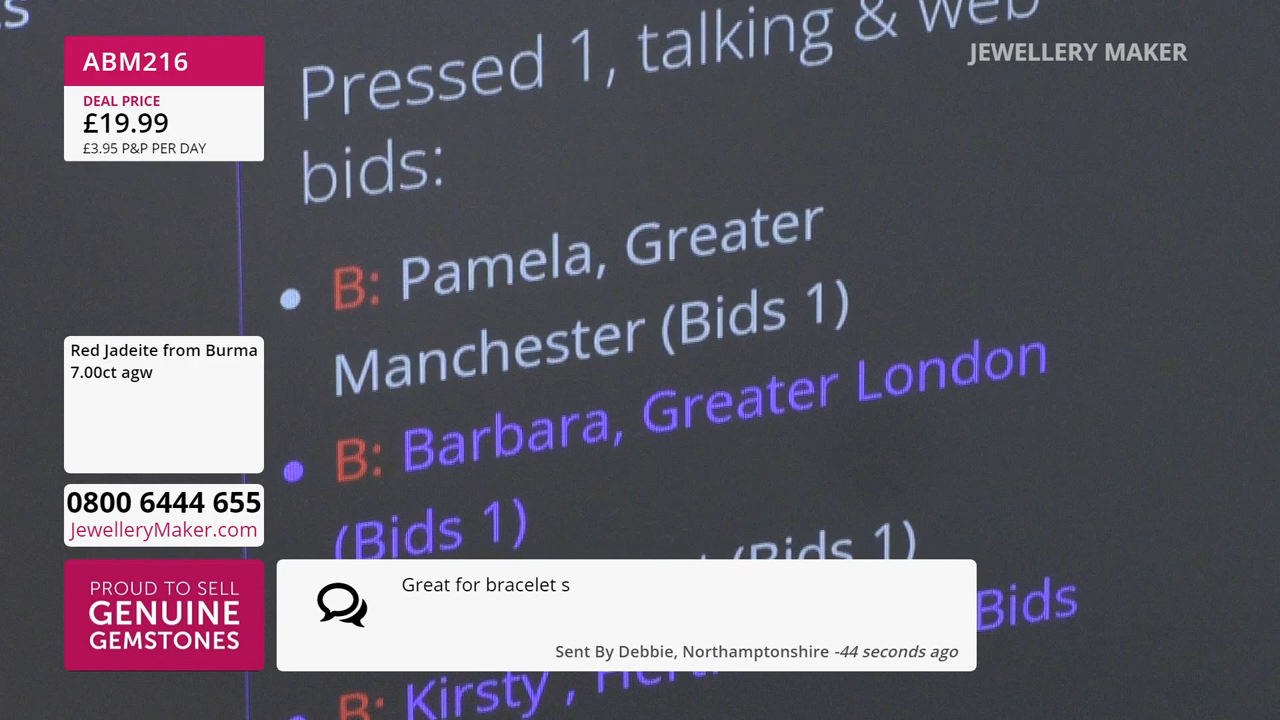 ABM216
DEAL PRICE
£19.99
£3.95 P&P PER DAY
JEWELLERY MAKER
Pressed 1, talking & web
bids:
• B: Pamela, Greater
Manchester (Bids 1)
• B: Barbara, Greater London
(Bids 1)
(Bids 1)
Bids
B: Kirsty ,
Red Jadeite from Burma
7.00ct agw
0800 6444 655
JewelleryMaker.com
PROUD TO SELL
GENUINE
GEMSTONES
Great for bracelet s
Sent By Debbie, Northamptonshire -44 seconds ago